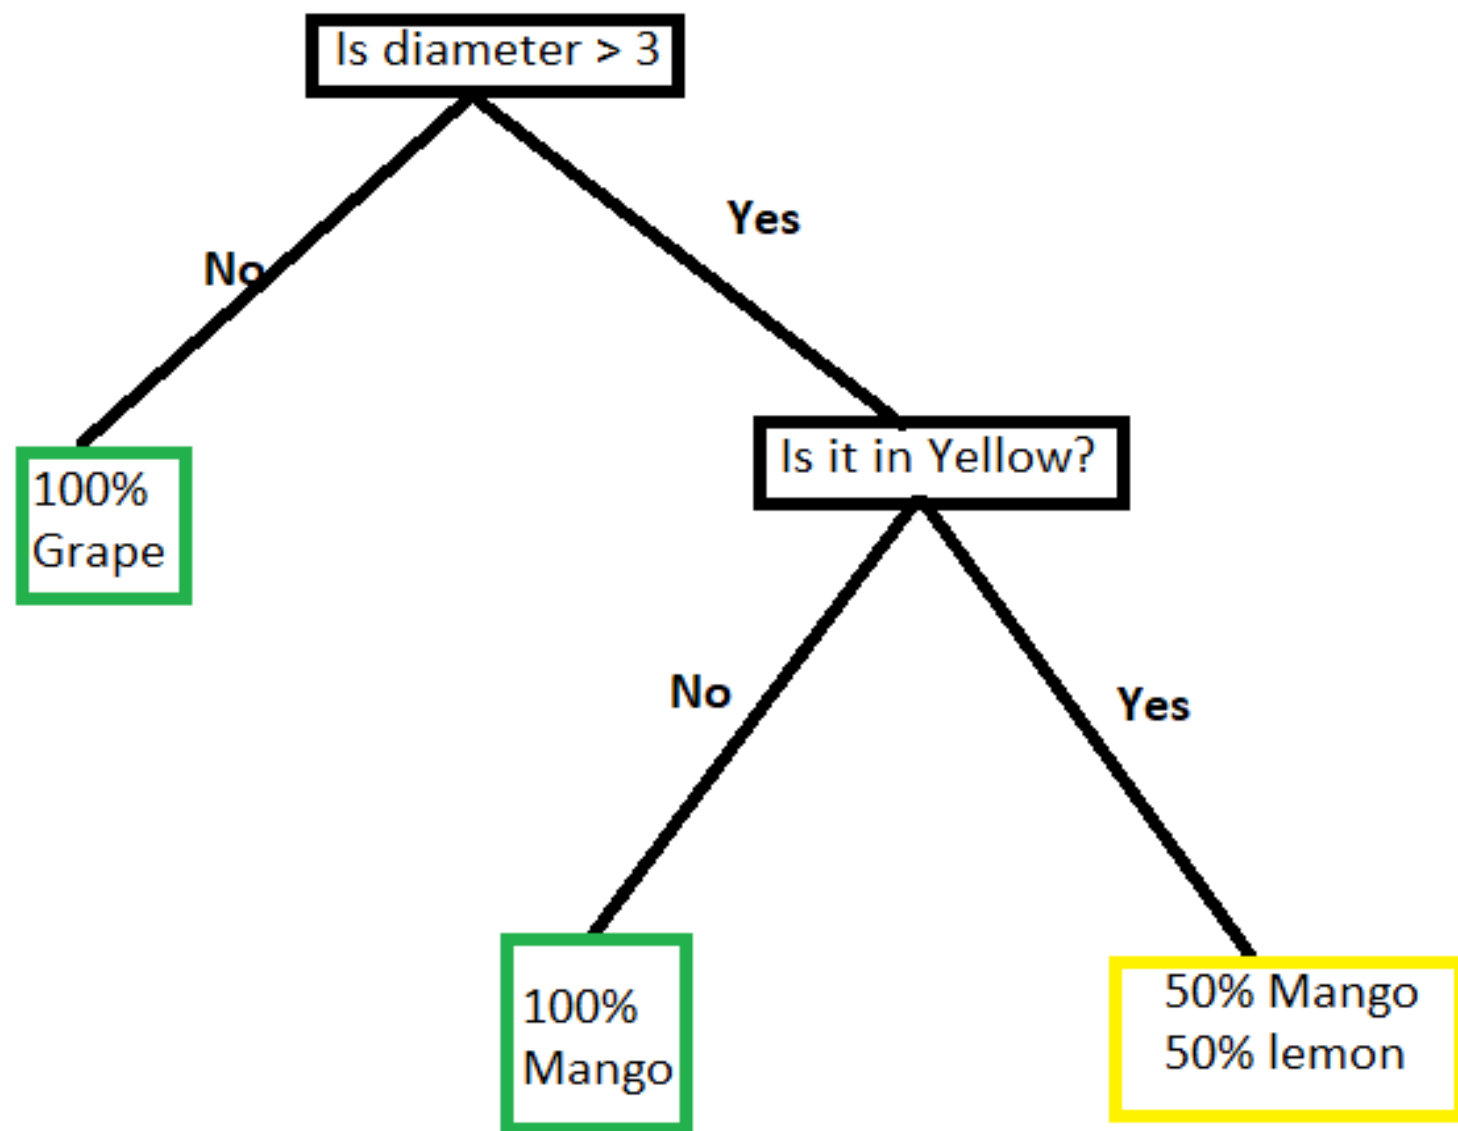 Is diameter > 3
Yes
No
Is it in Yellow?
100%
Grape
No
Yes
100%
Mango
50% Mango
50% lemon